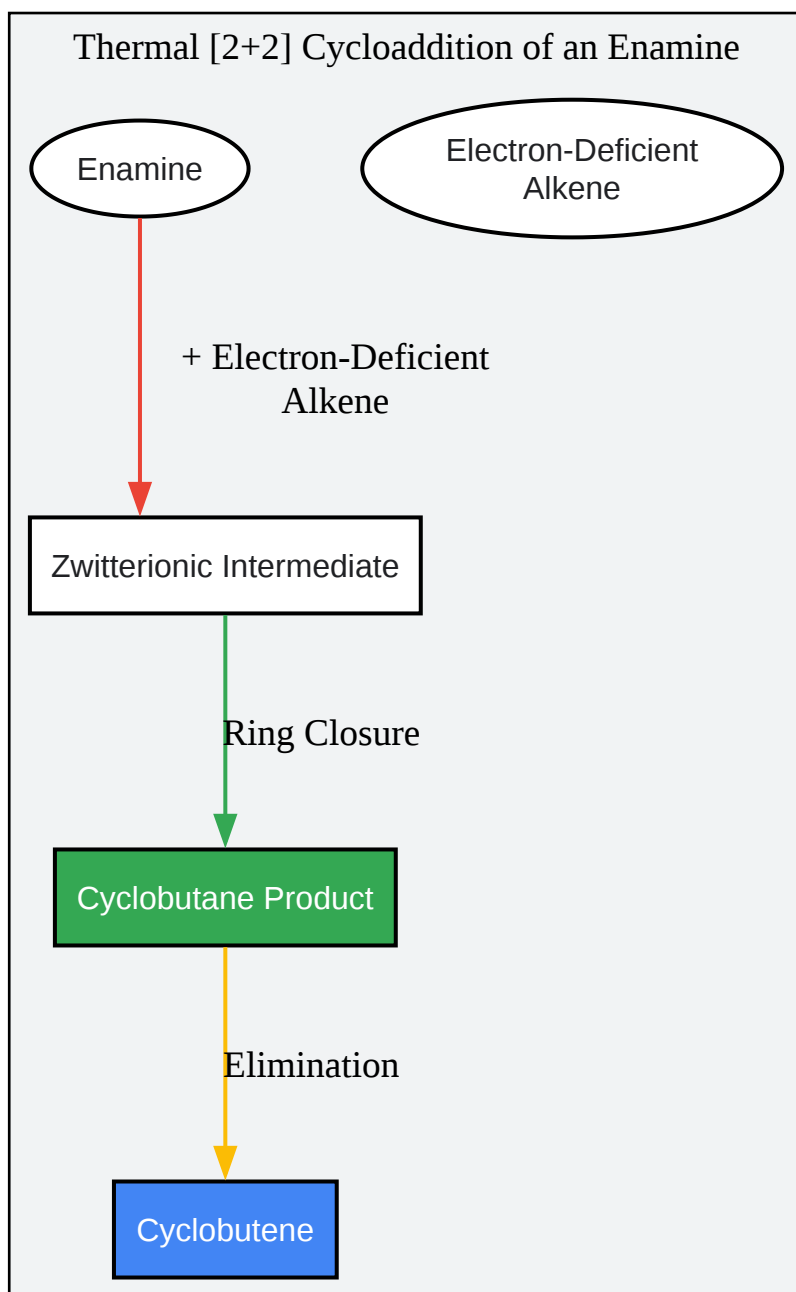 Thermal [2+2] Cycloaddition of an Enamine
Enamine
Electron-Deficient
Alkene
+ Electron-Deficient
Alkene
Zwitterionic Intermediate
Ring Closure
Cyclobutane Product
Elimination
Cyclobutene